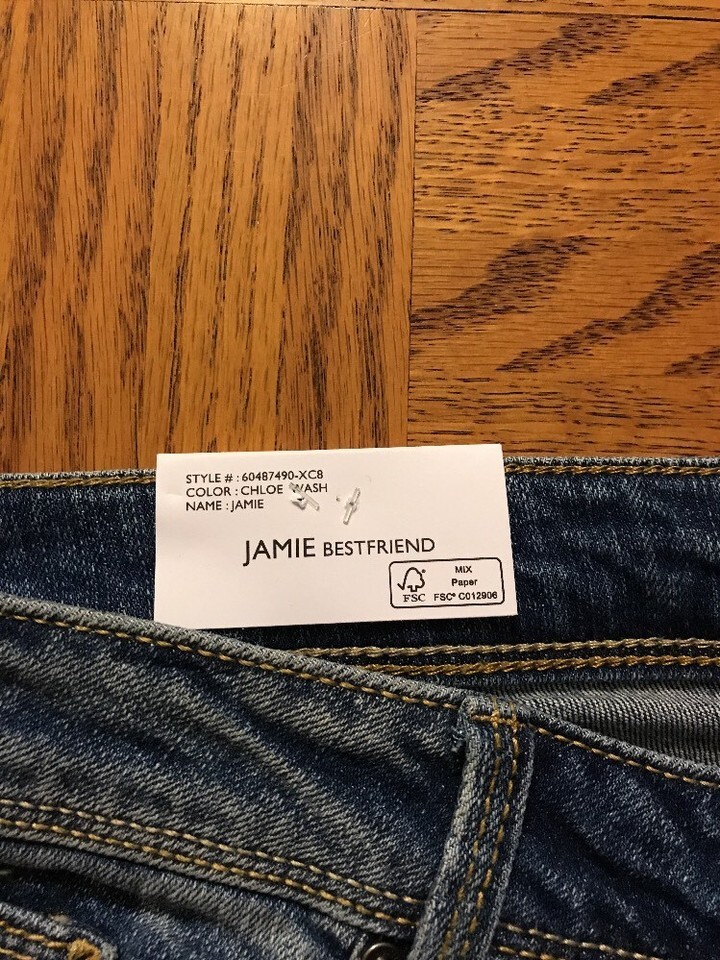 STYLE # : 60487490-XC8
COLOR : CHLOE WASH
NAME : JAMIE
JAMIE BESTFRIEND
MIX
Paper
FSC® C012906
FSC